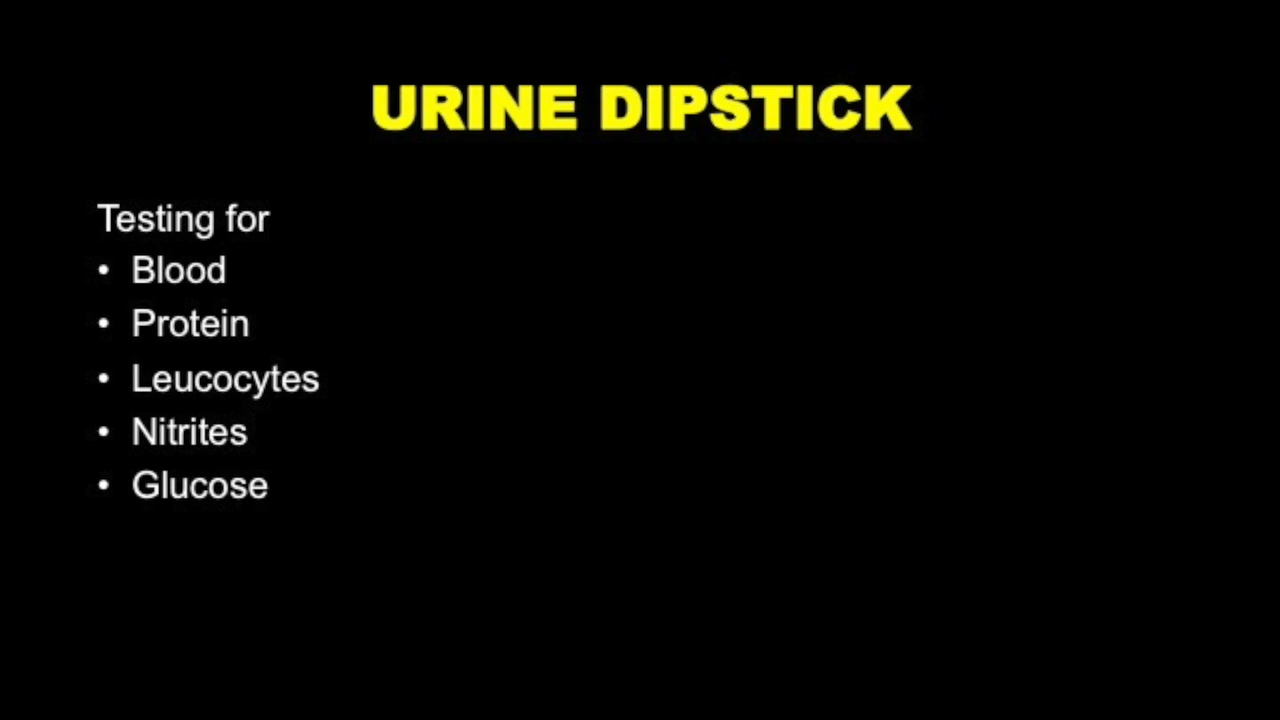 URINE DIPSTICK
Testing for
• Blood
• Protein
• Leucocytes
• Nitrites
• Glucose